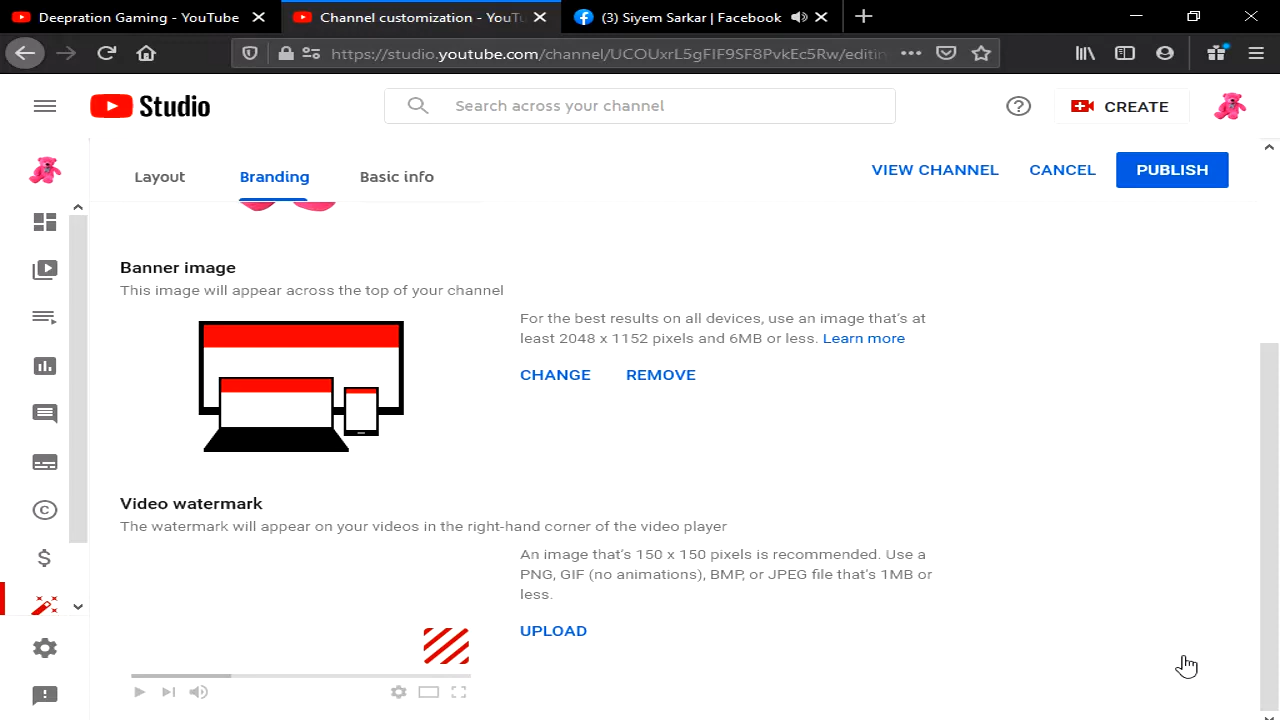 Deepration Gaming - YouTube
Channel customization - YouTu
(3) Siyem Sarkar | Facebook
https://studio.youtube.com/channel/UCOUxrL5gFIF9SF8PvkEc5Rw/editin
Studio
Search across your channel
CREATE
Layout
Branding
Basic info
VIEW CHANNEL
CANCEL
PUBLISH
Banner image
This image will appear across the top of your channel
For the best results on all devices, use an image that's at
least 2048 x 1152 pixels and 6MB or less. Learn more
CHANGE
REMOVE
Video watermark
The watermark will appear on your videos in the right-hand corner of the video player
An image that's 150 x 150 pixels is recommended. Use a
PNG, GIF (no animations), BMP, or JPEG file that's 1MB or
less.
UPLOAD